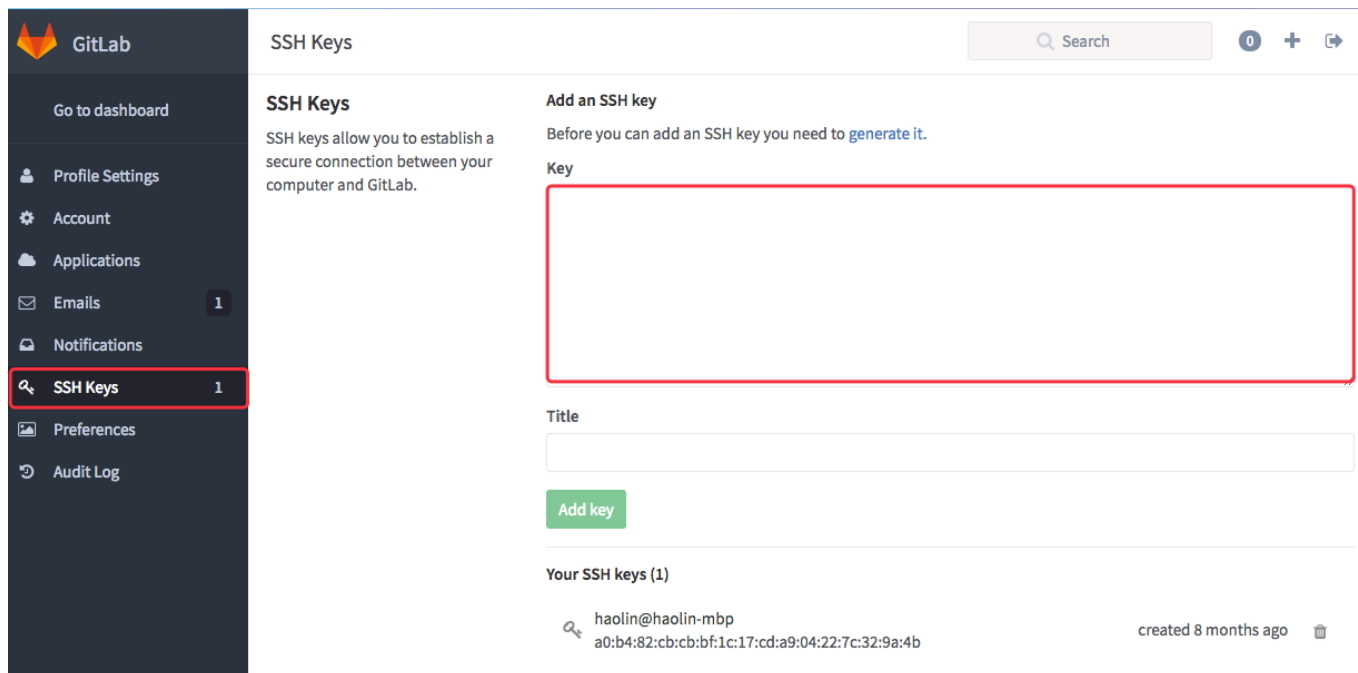 GitLab
SSH Keys
Search
0
Go to dashboard
Profile Settings
Account
Applications
Emails 1
Notifications
SSH Keys 1
Preferences
Audit Log
SSH Keys
SSH keys allow you to establish a
secure connection between your
computer and GitLab.
Add an SSH key
Before you can add an SSH key you need to generate it.
Key
Title
Add key
Your SSH keys (1)
haolin@haolin-mbp
a0:b4:82:cb:cb:bf:1c:17:cd:a9:04:22:7c:32:9a:4b
created 8 months ago